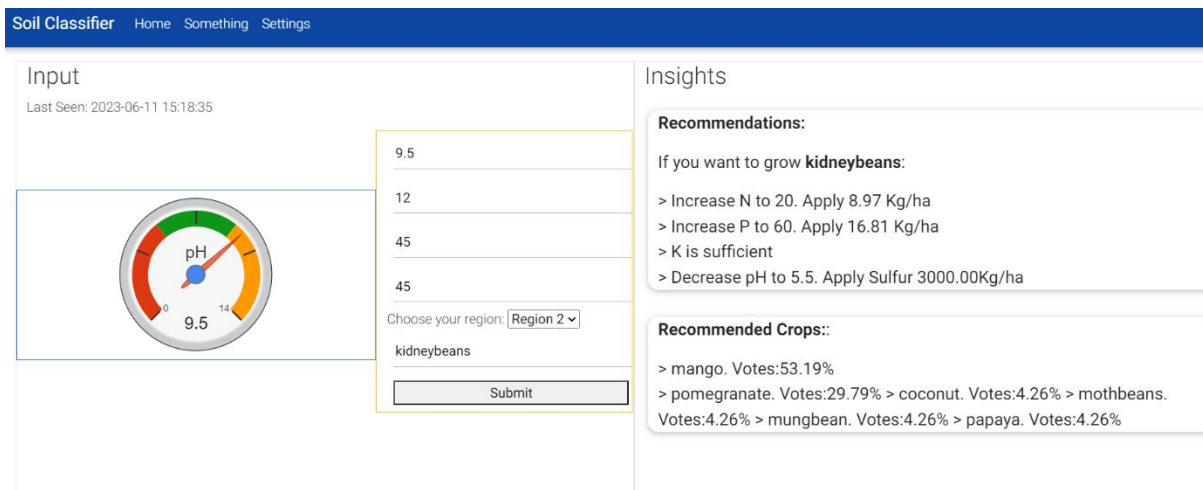 Soil Classifier Home Something Settings
Input
Last Seen: 2023-06-11 15:18:35
pH
0
14
9.5
9.5
12
45
45
Choose your region: Region 2
kidneybeans
Submit
Insights
Recommendations:
If you want to grow kidneybeans:
> Increase N to 20. Apply 8.97 Kg/ha
> Increase P to 60. Apply 16.81 Kg/ha
> K is sufficient
> Decrease pH to 5.5. Apply Sulfur 3000.00Kg/ha
Recommended Crops::
> mango. Votes:53.19%
> pomegranate. Votes:29.79% > coconut. Votes:4.26% > mothbeans.
Votes:4.26% > mungbean. Votes:4.26% > papaya. Votes:4.26%